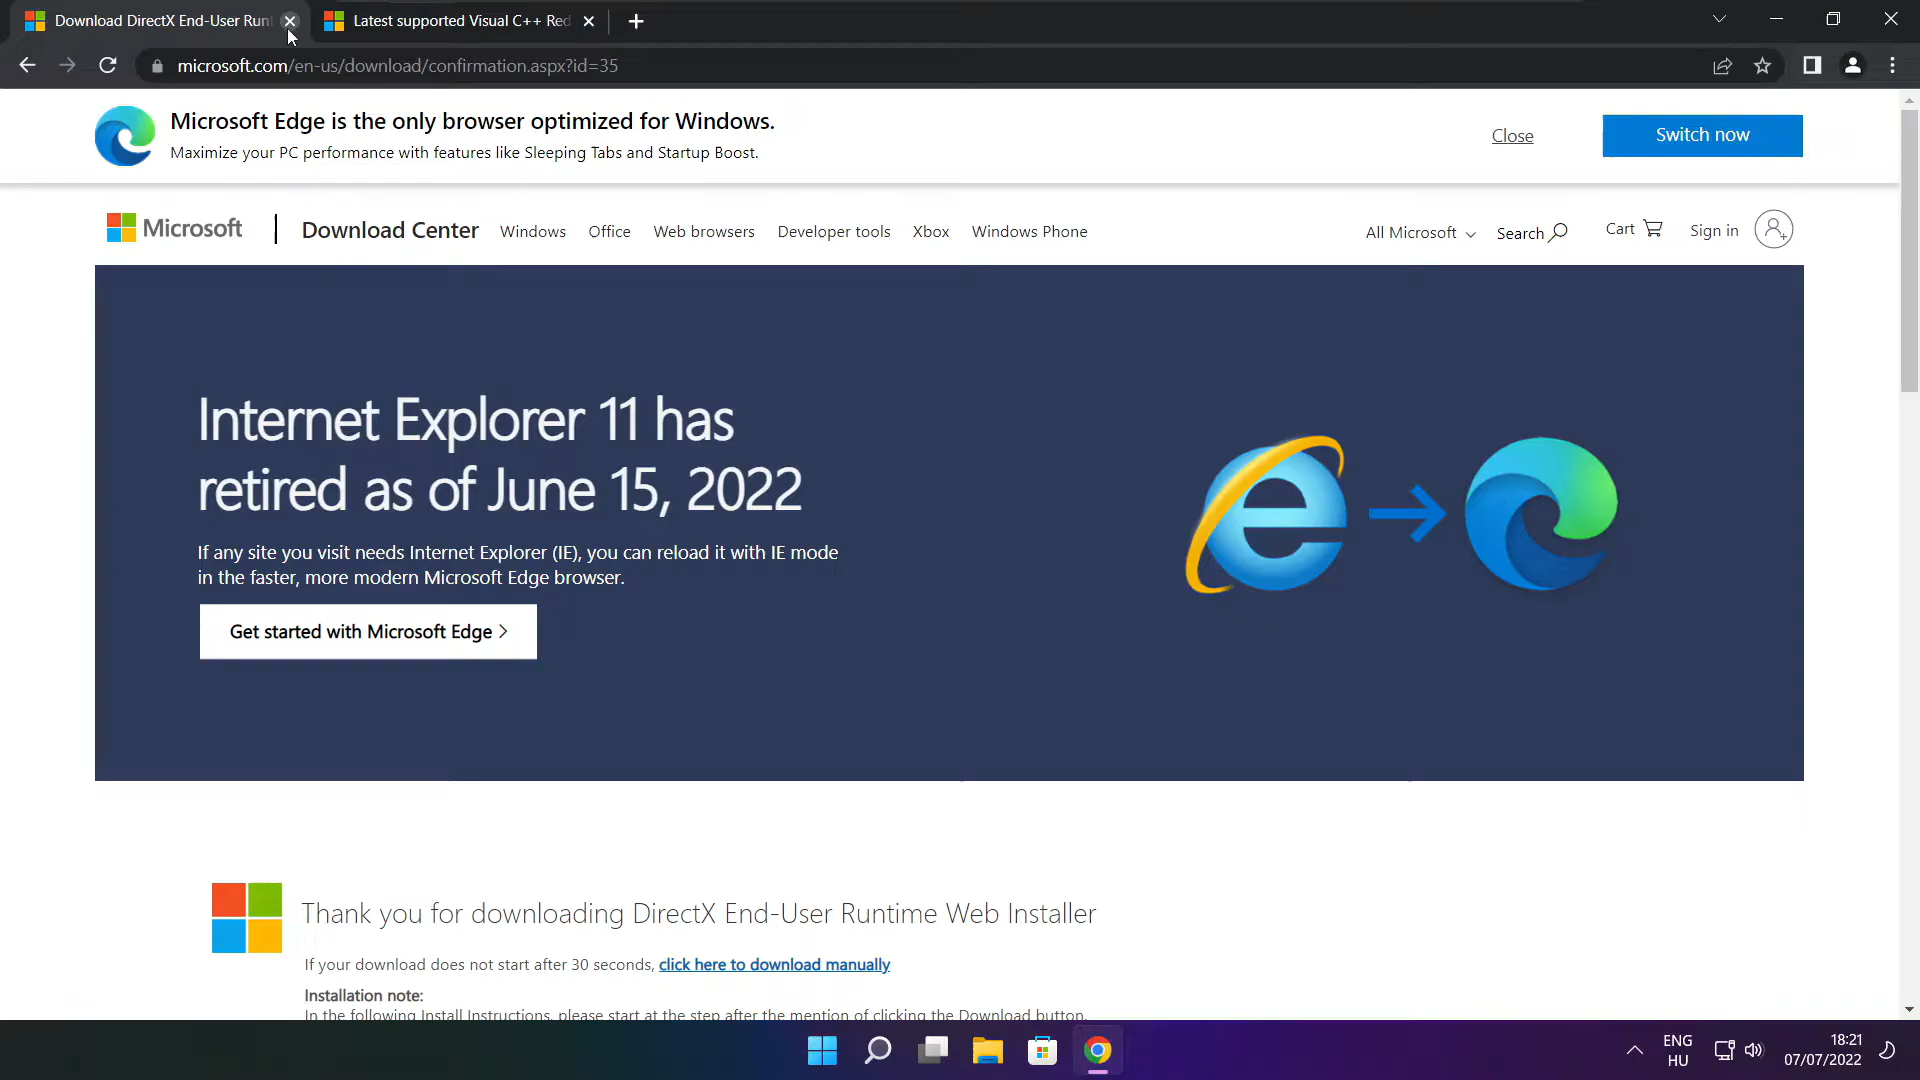 Download DirectX End-User Run
Latest supported Visual C++ Red
microsoft.com/en-us/download/confirmation.aspx?id=35
Microsoft Edge is the only browser optimized for Windows.
Maximize your PC performance with features like Sleeping Tabs and Startup Boost.
Close
Switch now
Microsoft
Download Center
Windows
Office
Web browsers
Developer tools
Xbox
Windows Phone
All Microsoft
Search
Cart
Sign in
Internet Explorer 11 has
retired as of June 15, 2022
If any site you visit needs Internet Explorer (IE), you can reload it with IE mode
in the faster, more modern Microsoft Edge browser.
Get started with Microsoft Edge >
Thank you for downloading DirectX End-User Runtime Web Installer
If your download does not start after 30 seconds, click here to download manually
Installation note:
In the following Install Instructions, please start at the step after the mention of clicking the Download button.
ENG
HU
18:21
07/07/2022